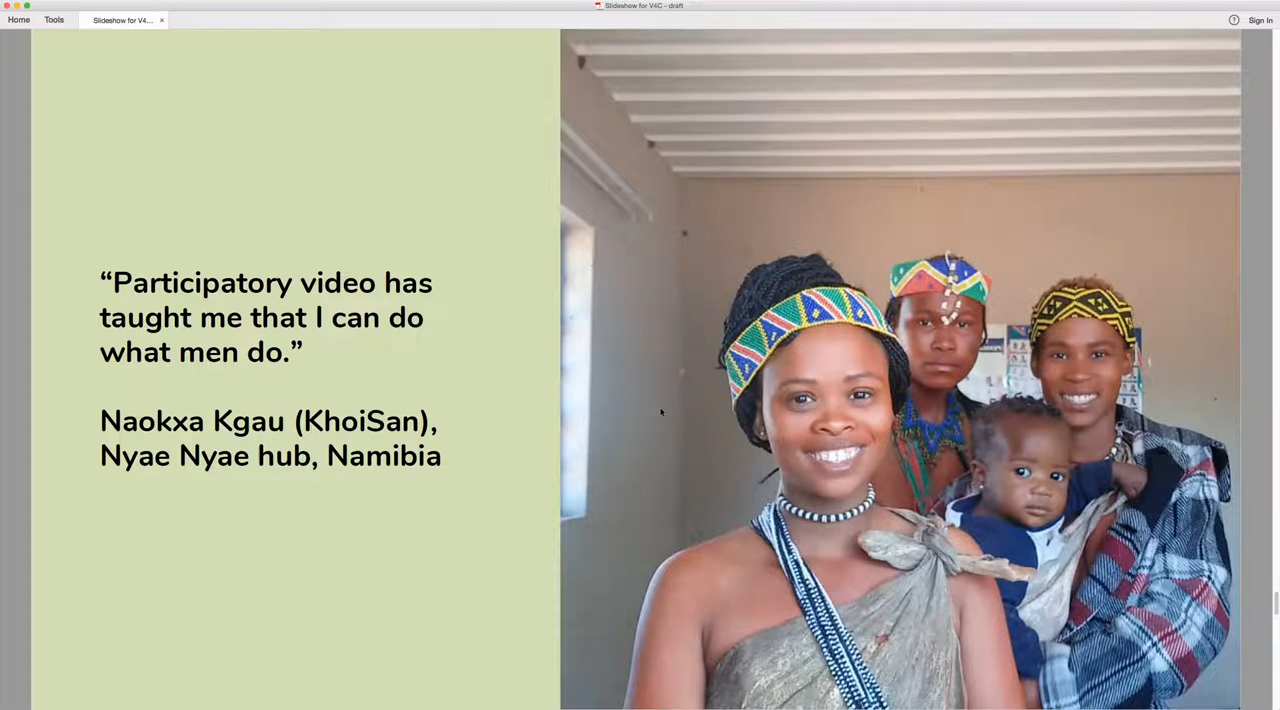 Slideshow for V4C - draft
Home Tools Slideshow for V4... × ? Sign In
“Participatory video has
taught me that I can do
what men do.”
Naokxa Kgau (KhoiSan),
Nyae Nyae hub, Namibia